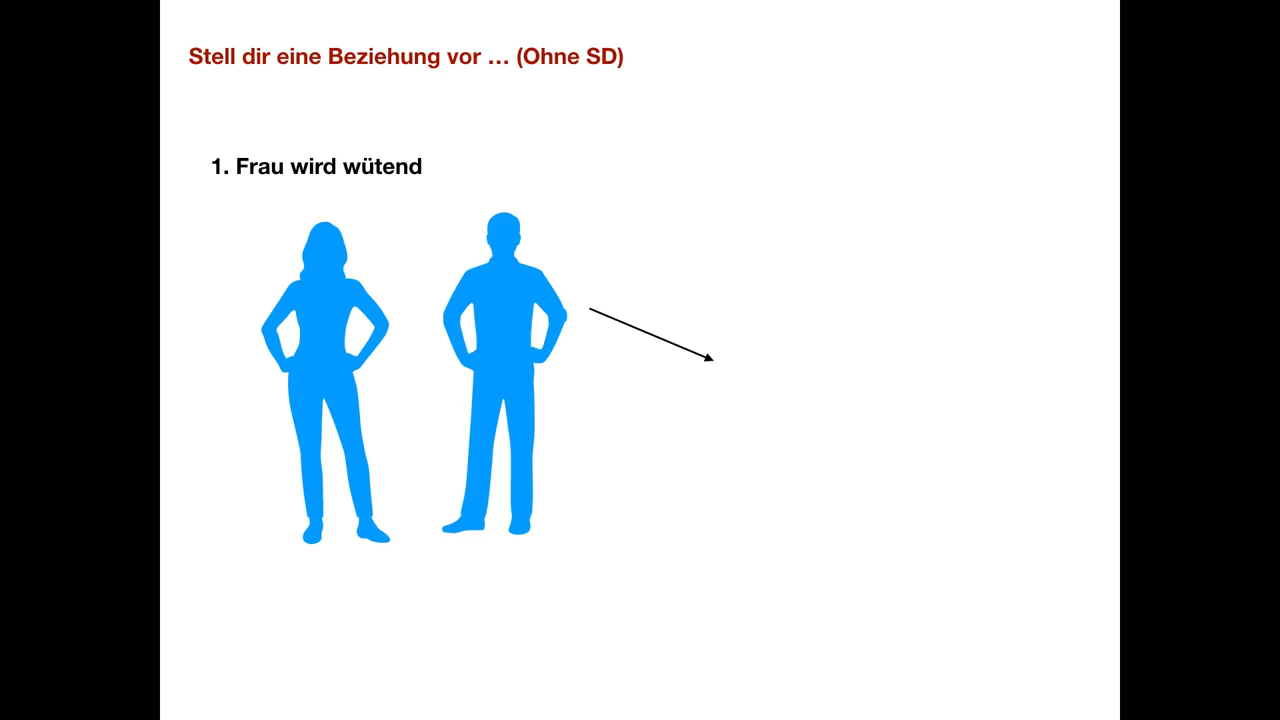 Stell dir eine Beziehung vor … (Ohne SD)
1. Frau wird wütend